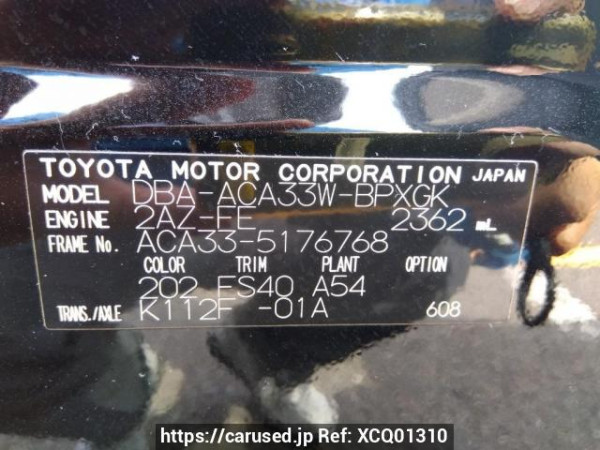 TOYOTA MOTOR CORPORATION JAPAN
MODEL DBA-ACA33W-BPXGK
ENGINE 2AZ-FE 2362 mL
FRAME No. ACA33-5176768
COLOR TRIM PLANT OPTION
202 FS40 A54
TRANS./AXLE K112F -01A 608
https://carused.jp Ref: XCQ01310